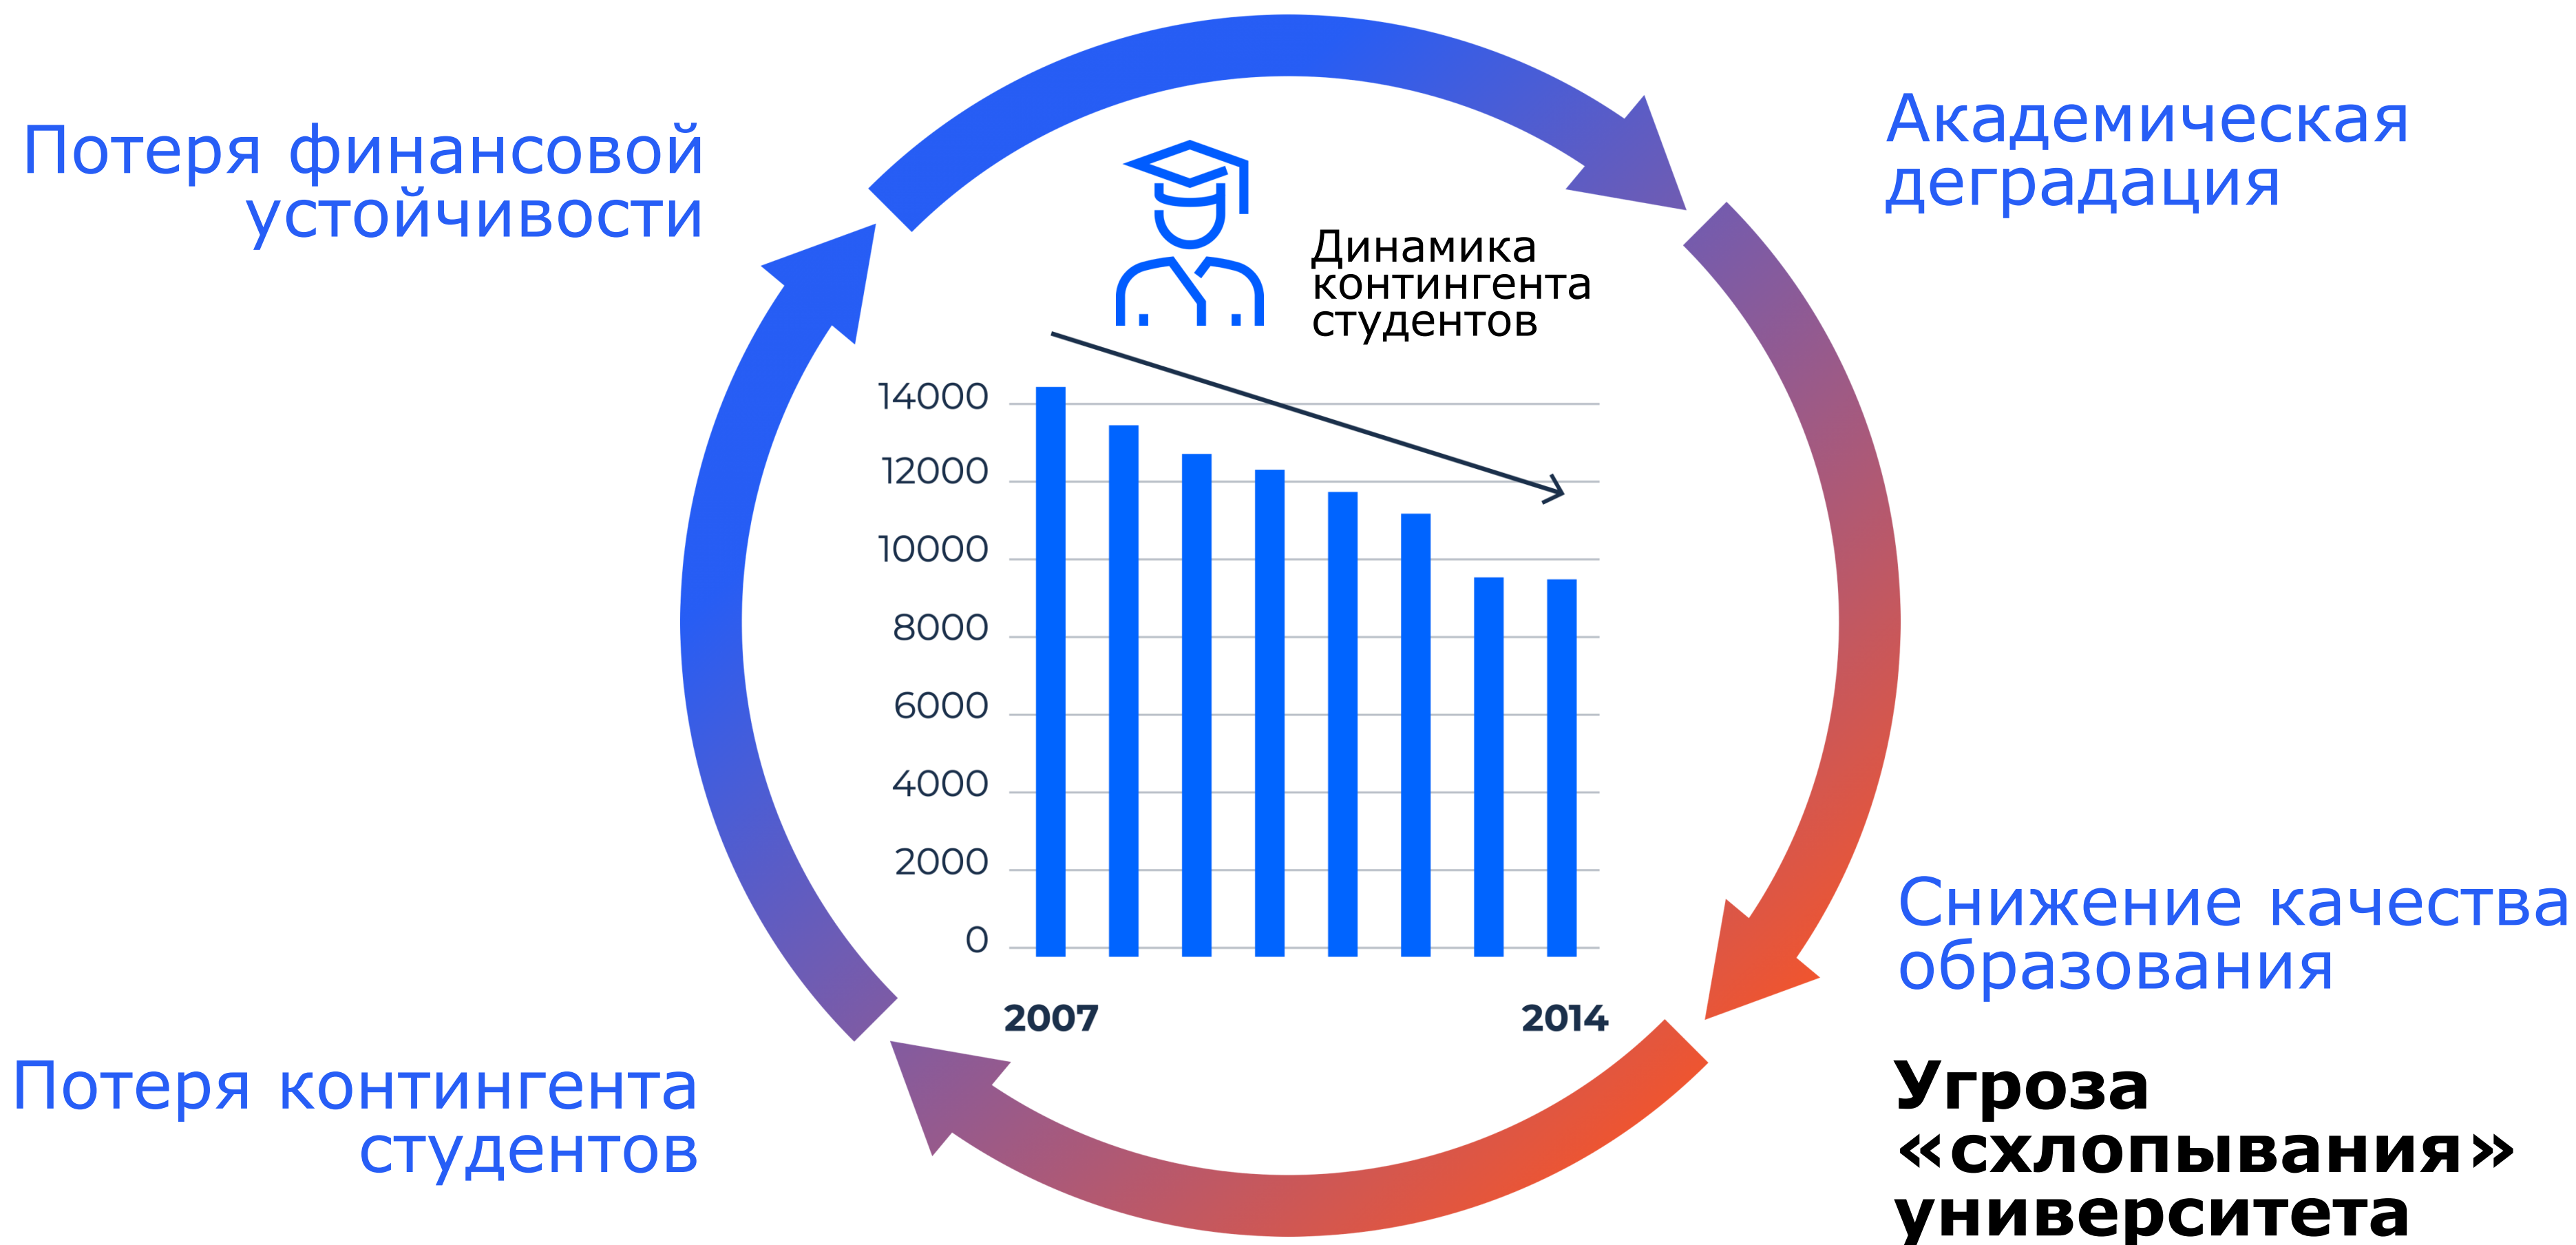 Потеря финансовой
устойчивости
Академическая
деградация
Динамика
контингента
студентов
14000
12000
10000
8000
6000
4000
2000
0
2007
2014
Снижение качества
образования
Потеря контингента
студентов
Угроза
«схлопывания»
университета